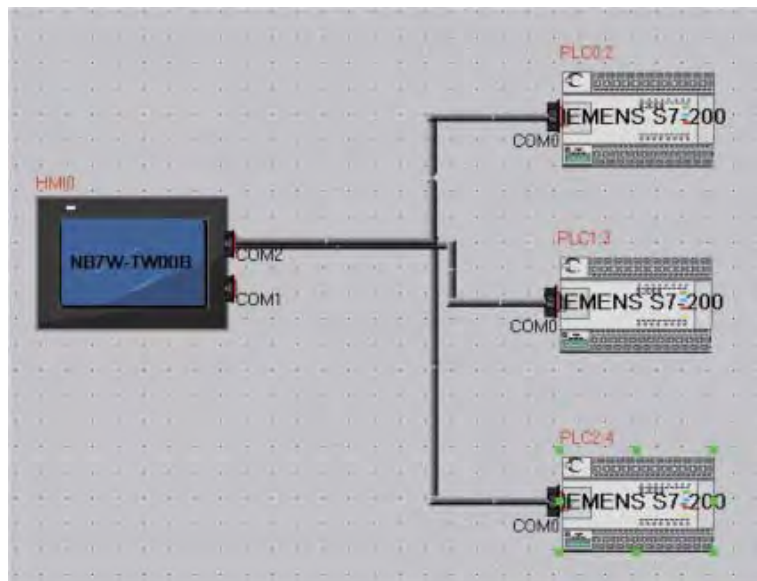 PLC0:2
EMENS S7-200
COM0
HMI0
NB7W-TW00B
COM2
COM1
PLC1:3
EMENS S7-200
COM0
PLC2:4
EMENS S7-200
COM0